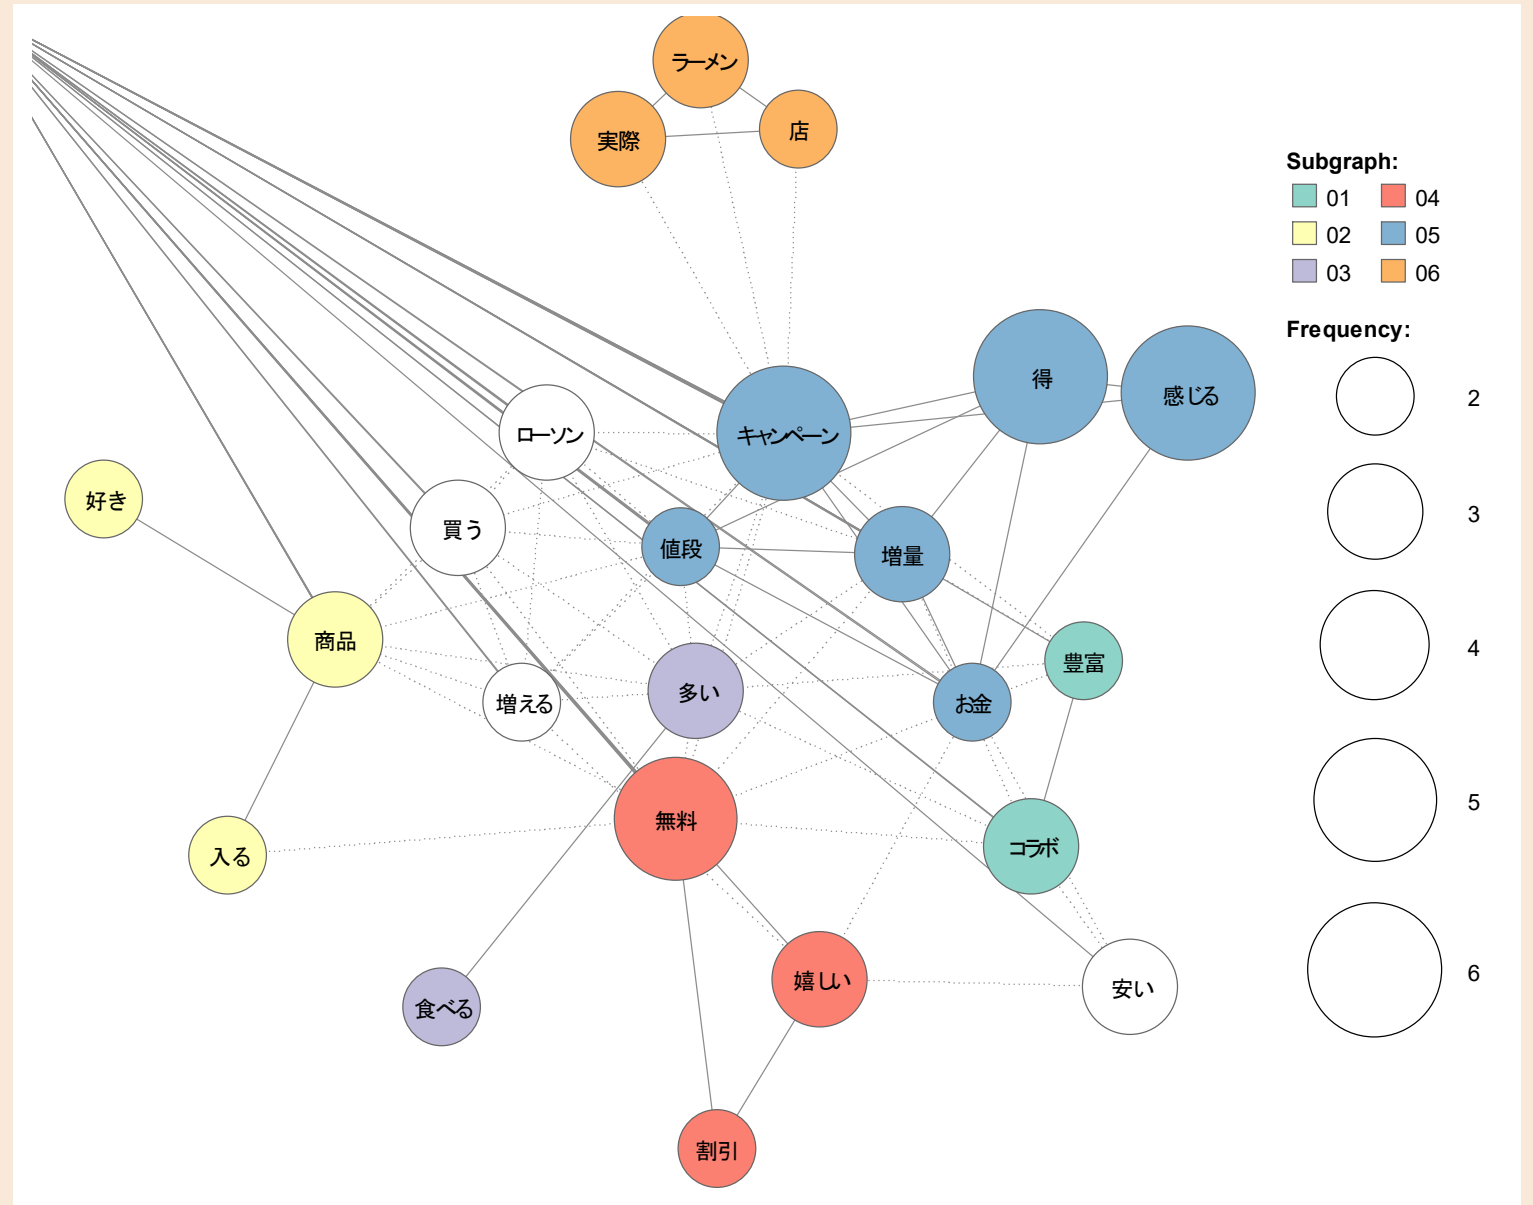 ラーメン
実際
店
Subgraph:
01 04
02 05
03 06
Frequency:
得
感じる
2
ローソン
キャンペーン
好き
買う
値段
増量
3
商品
増える
多い
お金
豊富
4
無料
コラボ
入る
5
食べる
嬉しい
安い
6
割引